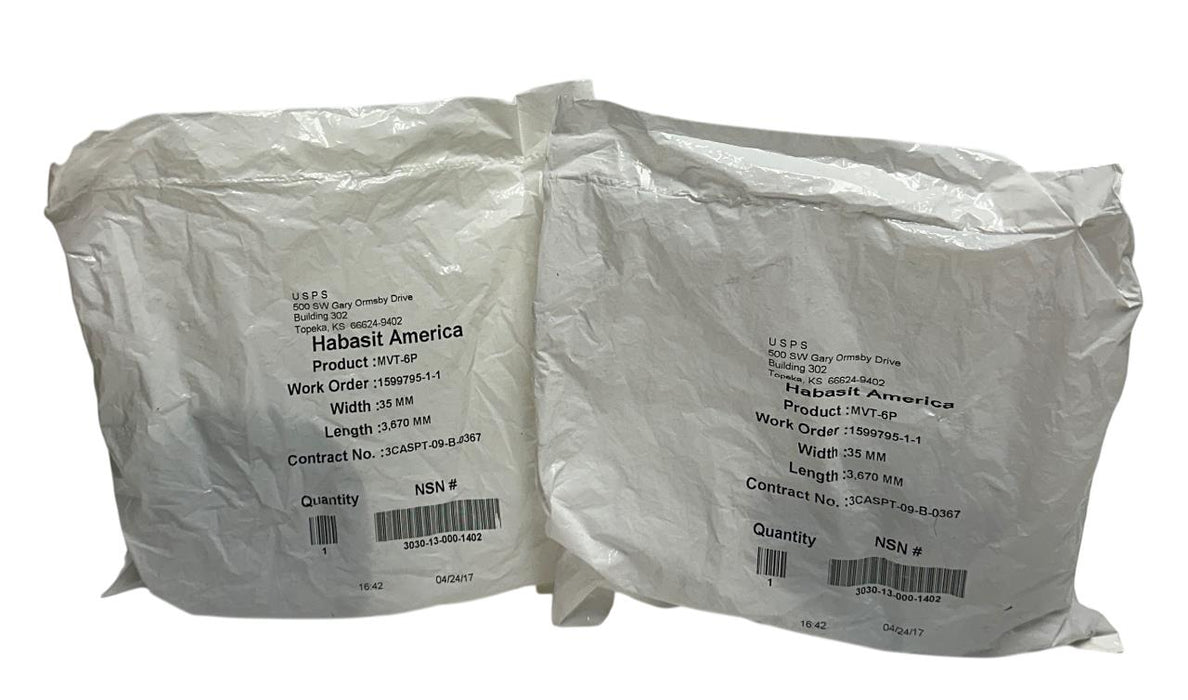 U S P S
500 SW Gary Ormsby Drive
Building 302
Topeka, KS 66624-9402
Habasit America
Product :MVT-6P
Work Order :1599795-1-1
Width :35 MM
Length :3,670 MM
Contract No. :3CASPT-09-B-0367
Quantity NSN #
1 3030-13-000-1402
16:42 04/24/17
U S P S
500 SW Gary Ormsby Drive
Building 302
Topeka, KS 66624-9402
Habasit America
Product :MVT-6P
Work Order :1599795-1-1
Width :35 MM
Length :3,670 MM
Contract No. :3CASPT-09-B-0367
Quantity NSN #
1 3030-13-000-1402
16:42 04/24/17